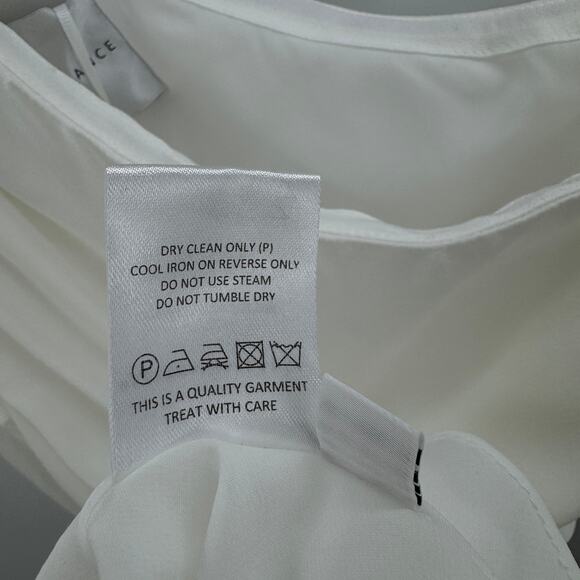 ANCE
DRY CLEAN ONLY (P)
COOL IRON ON REVERSE ONLY
DO NOT USE STEAM
DO NOT TUMBLE DRY
P
THIS IS A QUALITY GARMENT
TREAT WITH CARE